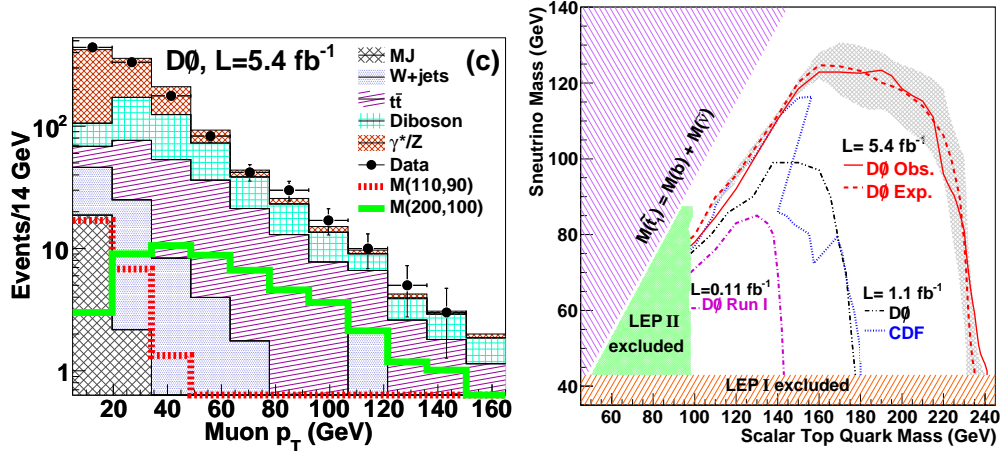 DØ, L=5.4 fb⁻¹
(c)
MJ
W+jets
tt̄
Diboson
γ*/Z
Data
M(110,90)
M(200,100)
Events/14 GeV
10²
10
1
20 40 60 80 100 120 140 160
Muon p_T (GeV)
Sneutrino Mass (GeV)
140
120
100
80
60
40
M(t̃₁) = M(b) + M(ν̃)
L= 5.4 fb⁻¹
DØ Obs.
DØ Exp.
L=0.11 fb⁻¹
DØ Run I
L= 1.1 fb⁻¹
DØ
CDF
LEP II
excluded
LEP I excluded
60 80 100 120 140 160 180 200 220 240
Scalar Top Quark Mass (GeV)